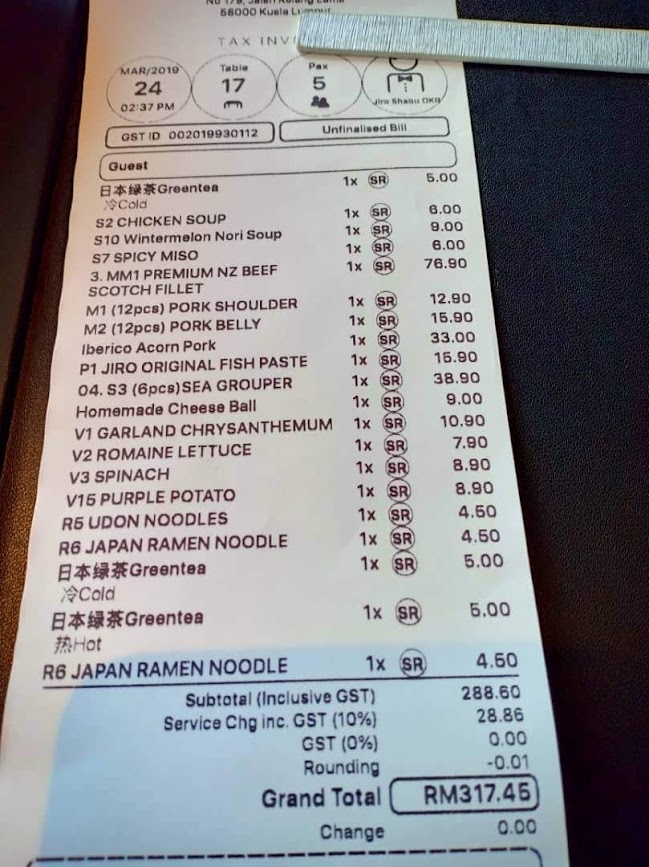 No 179, Jalan Kelang Lama
58000 Kuala Lumpur
TAX INV
MAR/2019 Table Pax
24 17 5
02:37 PM Jiro Shabu OKR
GST ID 002019930112 Unfinalised Bill
Guest
日本绿茶Greentea 1x SR 5.00
冷Cold
S2 CHICKEN SOUP 1x SR 6.00
S10 Wintermelon Nori Soup 1x SR 9.00
S7 SPICY MISO 1x SR 6.00
3. MM1 PREMIUM NZ BEEF 1x SR 76.90
SCOTCH FILLET
M1 (12pcs) PORK SHOULDER 1x SR 12.90
M2 (12pcs) PORK BELLY 1x SR 15.90
Iberico Acorn Pork 1x SR 33.00
P1 JIRO ORIGINAL FISH PASTE 1x SR 15.90
04. S3 (6pcs)SEA GROUPER 1x SR 38.90
Homemade Cheese Ball 1x SR 9.00
V1 GARLAND CHRYSANTHEMUM 1x SR 10.90
V2 ROMAINE LETTUCE 1x SR 7.90
V3 SPINACH 1x SR 8.90
V15 PURPLE POTATO 1x SR 8.90
R5 UDON NOODLES 1x SR 4.50
R6 JAPAN RAMEN NOODLE 1x SR 4.50
日本绿茶Greentea 1x SR 5.00
冷Cold
日本绿茶Greentea 1x SR 5.00
热Hot
R6 JAPAN RAMEN NOODLE 1x SR 4.50
Subtotal (Inclusive GST) 288.60
Service Chg inc. GST (10%) 28.86
GST (0%) 0.00
Rounding -0.01
Grand Total RM317.45
Change 0.00